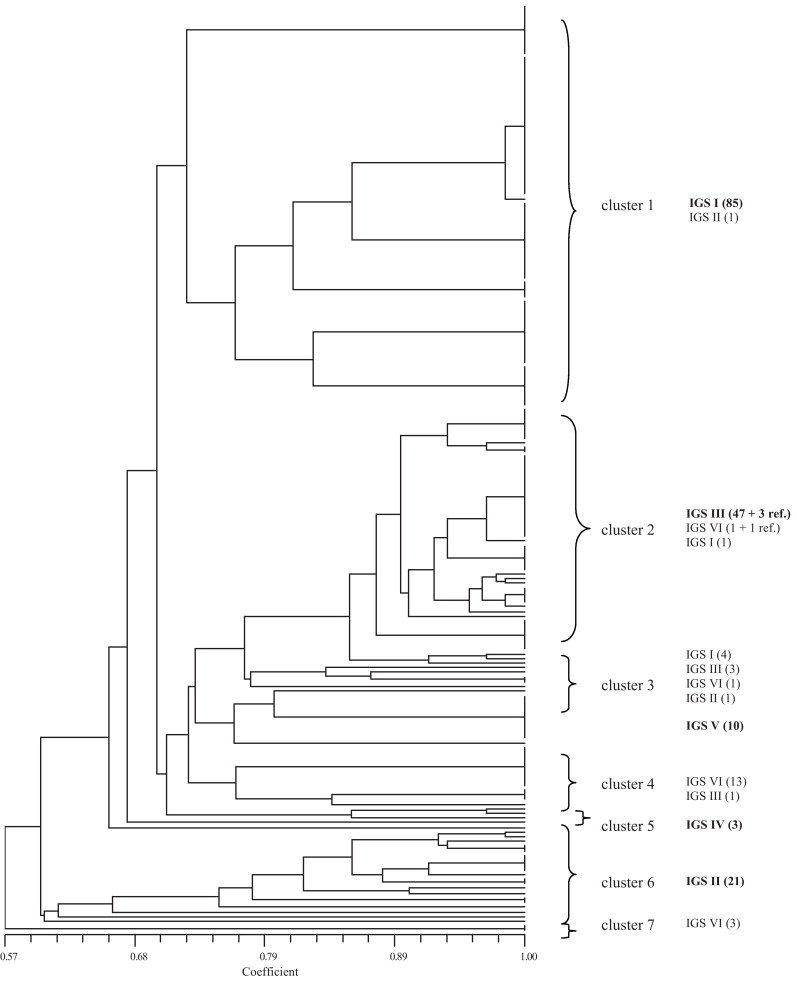 cluster 1
IGS I (85)
IGS II (1)
cluster 2
IGS III (47 + 3 ref.)
IGS VI (1 + 1 ref.)
IGS I (1)
cluster 3
IGS I (4)
IGS III (3)
IGS VI (1)
IGS II (1)
IGS V (10)
cluster 4
IGS VI (13)
IGS III (1)
cluster 5
IGS IV (3)
cluster 6
IGS II (21)
cluster 7
IGS VI (3)
0.57 0.68 0.79 0.89 1.00
Coefficient